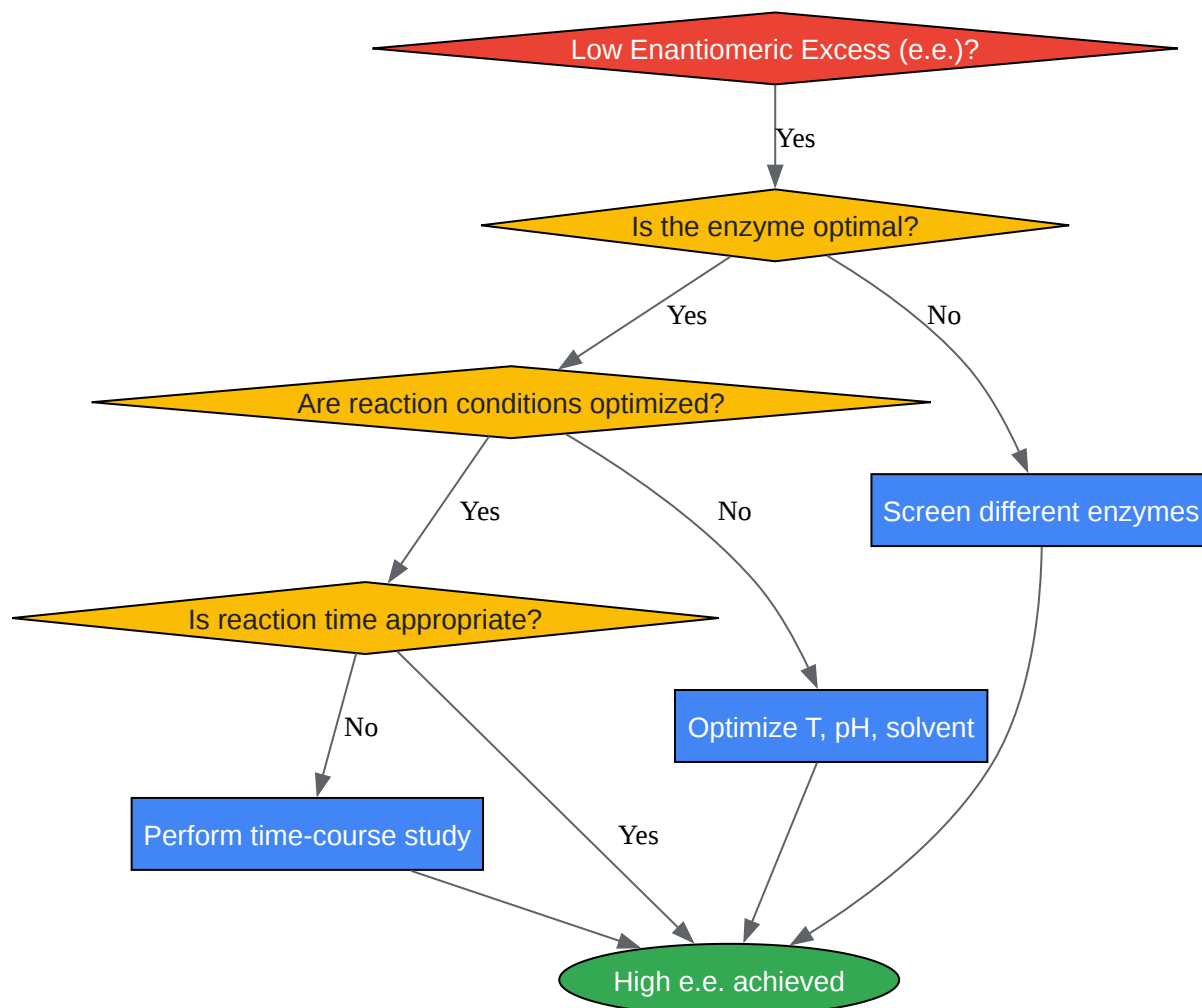 Low Enantiomeric Excess (e.e.)?
Yes
Is the enzyme optimal?
Yes
No
Are reaction conditions optimized?
Yes
No
Screen different enzymes
Is reaction time appropriate?
No
Optimize T, pH, solvent
Perform time-course study
Yes
High e.e. achieved